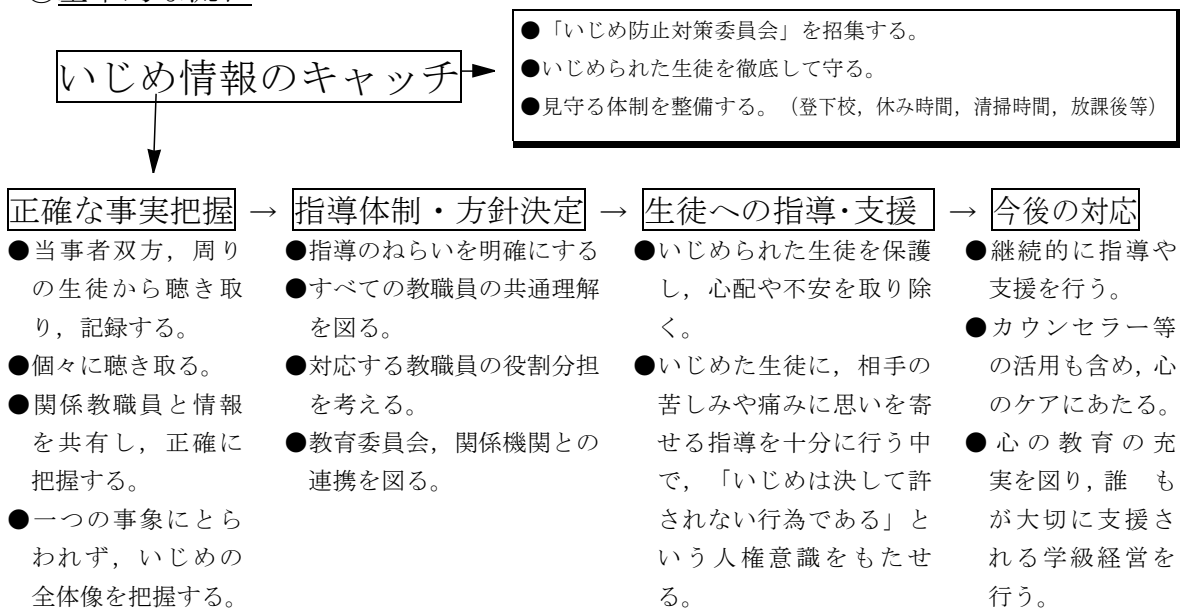 ●「いじめ防止対策委員会」を招集する。
いじめ情報のキャッチ
●いじめられた生徒を徹底して守る。
●見守る体制を整備する。（登下校，休み時間，清掃時間，放課後等）
正確な事実把握 → 指導体制・方針決定 → 生徒への指導・支援 → 今後の対応
●当事者双方，周り
の生徒から聴き取
り，記録する。
●個々に聴き取る。
●関係教職員と情報
を共有し，正確に
把握する。
●一つの事象にとら
われず，いじめの
全体像を把握する。
●指導のねらいを明確にする
●すべての教職員の共通理解
を図る。
●対応する教職員の役割分担
を考える。
●教育委員会，関係機関との
連携を図る。
●いじめられた生徒を保護
し，心配や不安を取り除
く。
●いじめた生徒に，相手の
苦しみや痛みに思いを寄
せる指導を十分に行う中
で，「いじめは決して許
されない行為である」と
いう人権意識をもたせ
る。
●継続的に指導や
支援を行う。
●カウンセラー等
の活用も含め，心
のケアにあたる。
●心の教育の充
実を図り，誰　も
が大切に支援さ
れる学級経営を
行う。